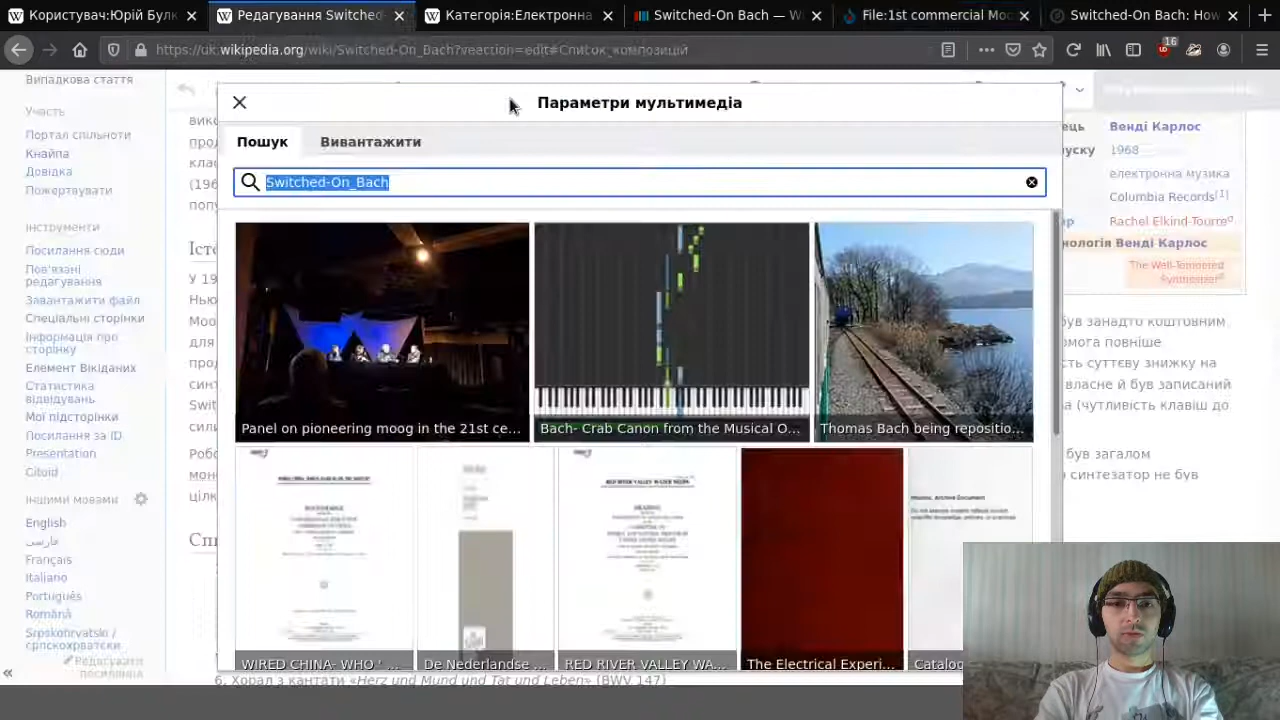 Користувач:Юрій Булк
Редагування Switched-
Категорія:Електронна
Switched-On Bach — W
File:1st commercial Moo
Switched-On Bach: How
https://uk.wikipedia.org/wiki/Switched-On_Bach?veaction=edit#Список_композицій
16
Випадкова стаття
Участь
Портал спільноти
Кнайпа
Довідка
Пожертвувати
Інструменти
Посилання сюди
Пов'язані
редагування
Завантажити файл
Спеціальні сторінки
Інформація про
сторінку
Елемент Вікіданих
Статистика
відвідувань
Мої підсторінки
Посилання за ID
Presentation
Citoid
Іншими мовами
English
فارسی
Français
Italiano
Português
Română
Srpskohrvatski /
српскохрватски
Редагувати
посилання
Параметри мультимедіа
Пошук
Вивантажити
Switched-On_Bach
Panel on pioneering moog in the 21st ce...
Bach- Crab Canon from the Musical O...
Thomas Bach being repositio...
WIRED CHINA- WHO ' ...
De Nederlandse ...
RED RIVER VALLEY WA...
The Electrical Experi...
Catalog
Венді Карлос
1968
електронна музика
Columbia Records[1]
Rachel Elkind-Tourre
нологія Венді Карлос
The Well-Tempered
Synthesizer
був занадто коштовним
помога повніше
ість суттєву знижку на
власне й був записаний
а (чутливість клавіш до
був загалом
синтезатор не був
6. Хорал з кантати «Herz und Mund und Tat und Leben» (BWV 147)